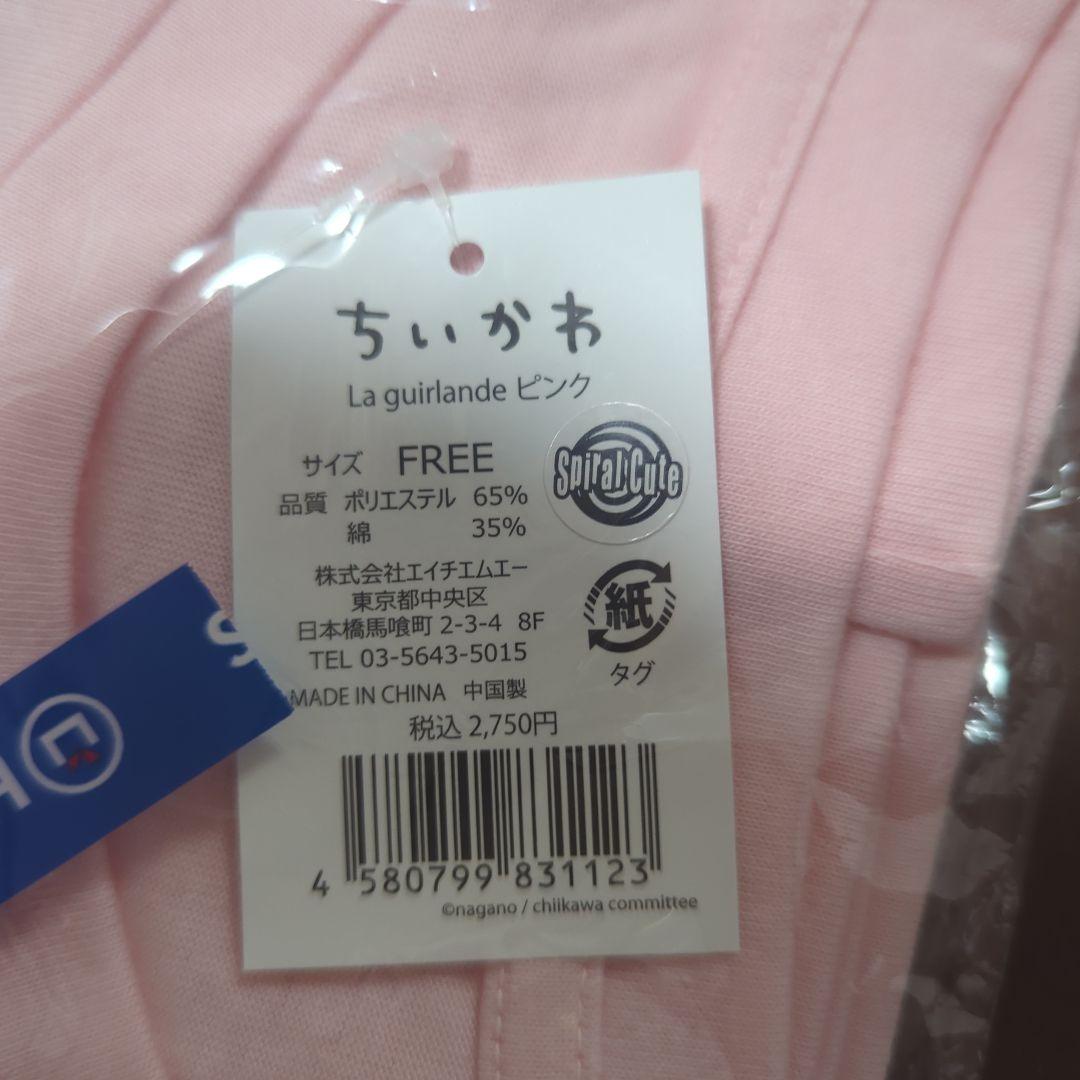 ちいかわ
La guirlande ピンク
サイズ FREE
品質 ポリエステル 65%
綿 35%
Spiral Cute
株式会社エイチエムエー
東京都中央区
日本橋馬喰町 2-3-4 8F
TEL 03-5643-5015
紙
タグ
MADE IN CHINA 中国製
税込 2,750円
4 580799 831123
©nagano / chiikawa committee